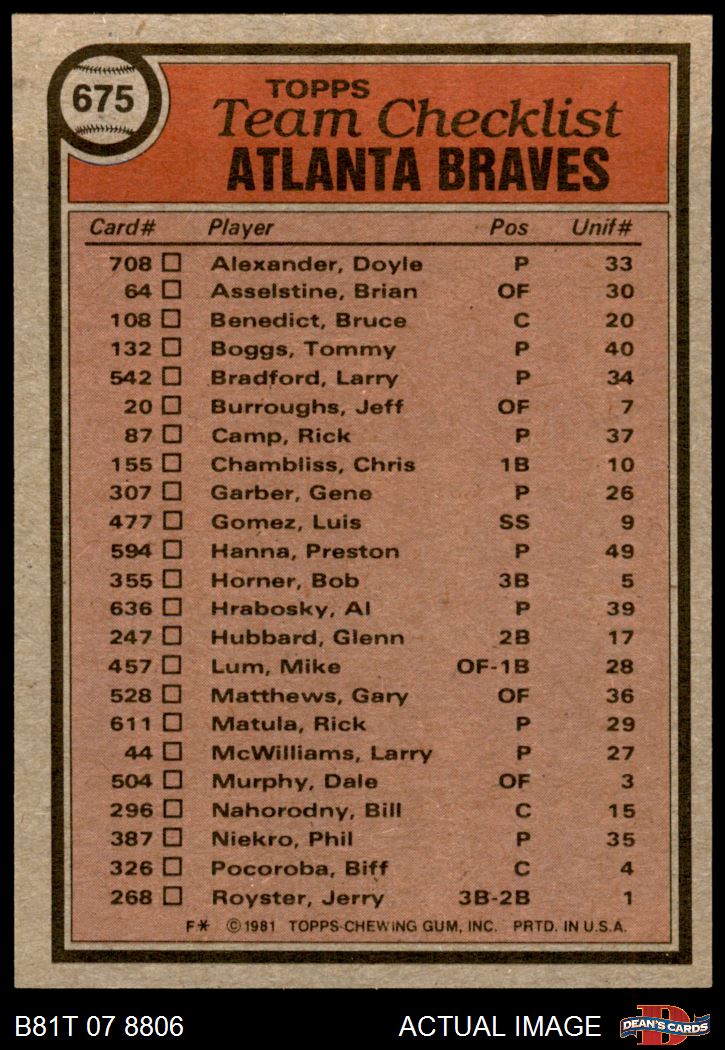 675
TOPPS
Team Checklist
ATLANTA BRAVES
Card# Player Pos Unif#
708 Alexander, Doyle P 33
64 Asselstine, Brian OF 30
108 Benedict, Bruce C 20
132 Boggs, Tommy P 40
542 Bradford, Larry P 34
20 Burroughs, Jeff OF 7
87 Camp, Rick P 37
155 Chambliss, Chris 1B 10
307 Garber, Gene P 26
477 Gomez, Luis SS 9
594 Hanna, Preston P 49
355 Horner, Bob 3B 5
636 Hrabosky, Al P 39
247 Hubbard, Glenn 2B 17
457 Lum, Mike OF-1B 28
528 Matthews, Gary OF 36
611 Matula, Rick P 29
44 McWilliams, Larry P 27
504 Murphy, Dale OF 3
296 Nahorodny, Bill C 15
387 Niekro, Phil P 35
326 Pocoroba, Biff C 4
268 Royster, Jerry 3B-2B 1
F* ©1981 TOPPS CHEWING GUM, INC. PRTD. IN U.S.A.
B81T 07 8806 ACTUAL IMAGE D DEAN'S CARDS